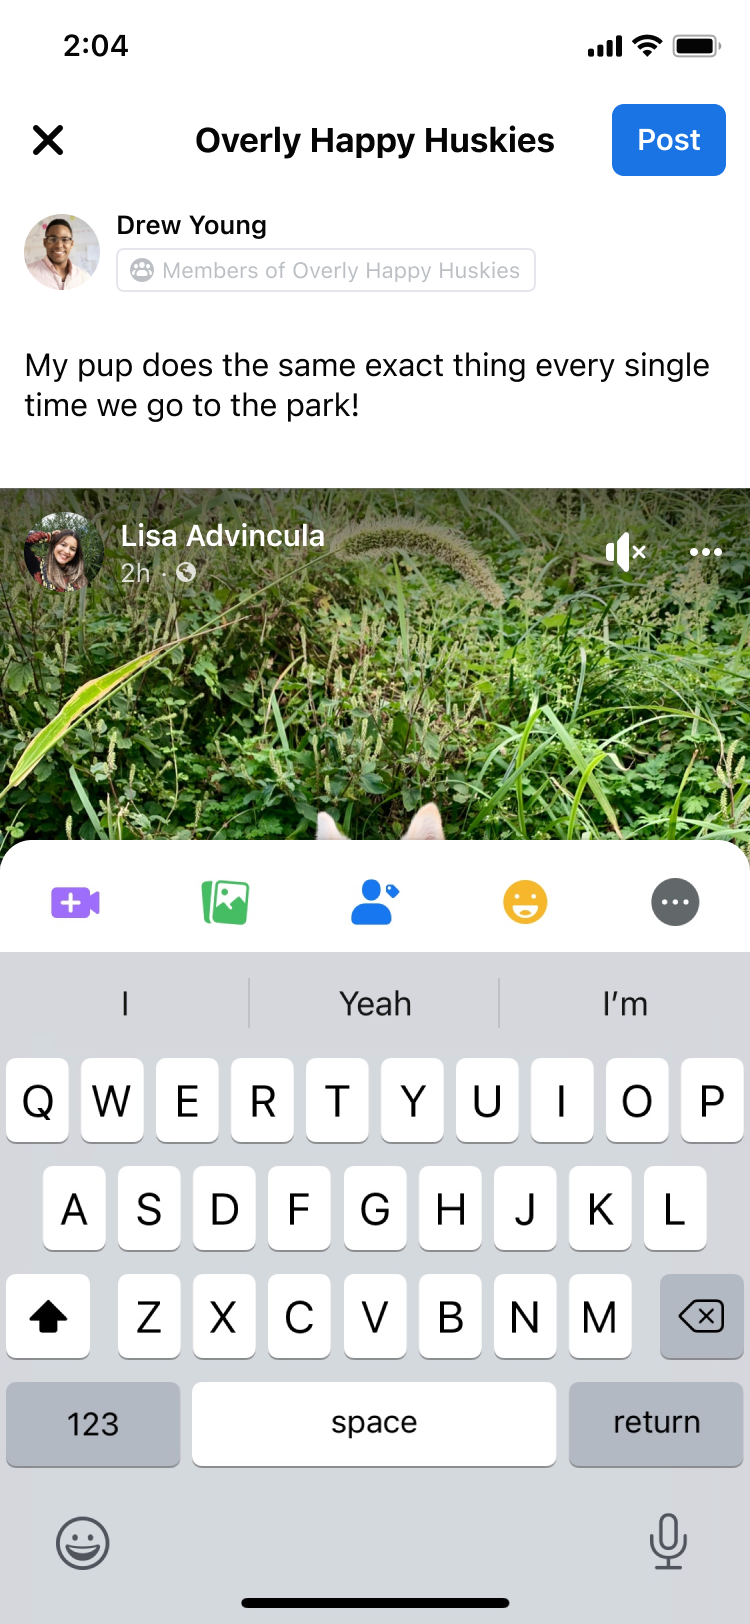 2:04
Overly Happy Huskies
Post
Drew Young
Members of Overly Happy Huskies
My pup does the same exact thing every single
time we go to the park!
Lisa Advincula
2h ·
I Yeah I’m
Q W E R T Y U I O P
A S D F G H J K L
Z X C V B N M
123 space return